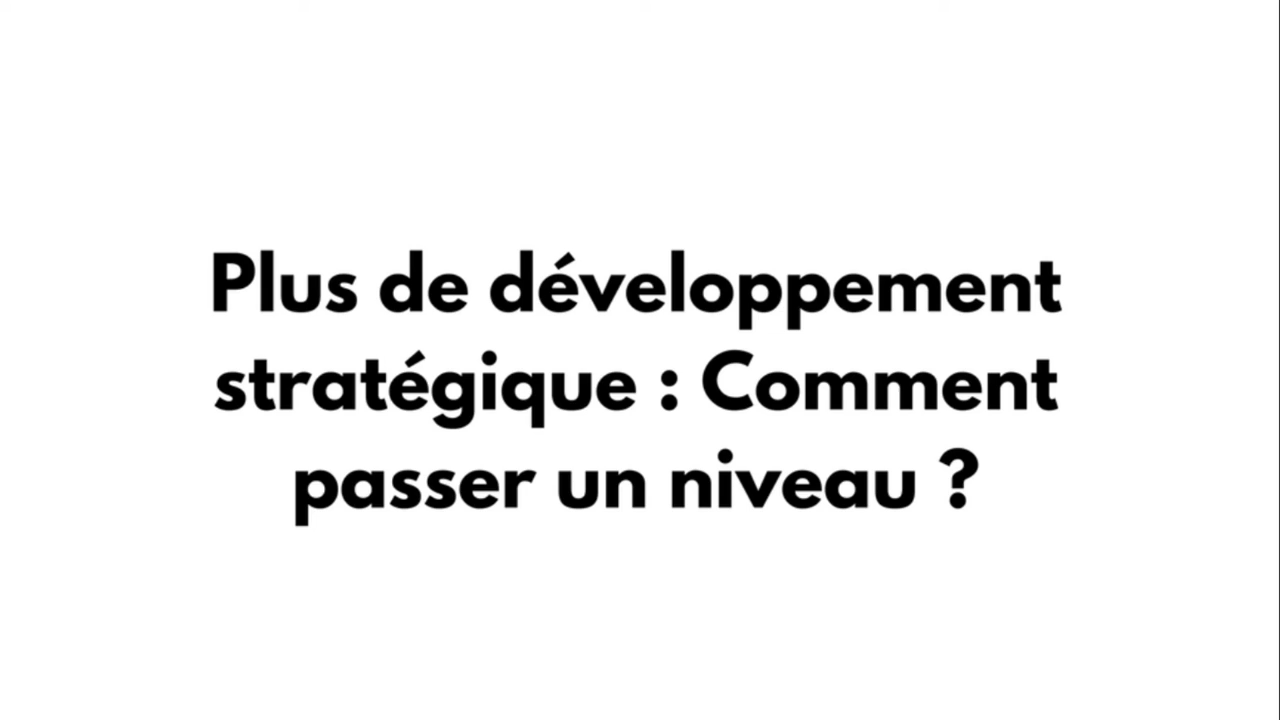 Plus de développement
stratégique : Comment
passer un niveau ?